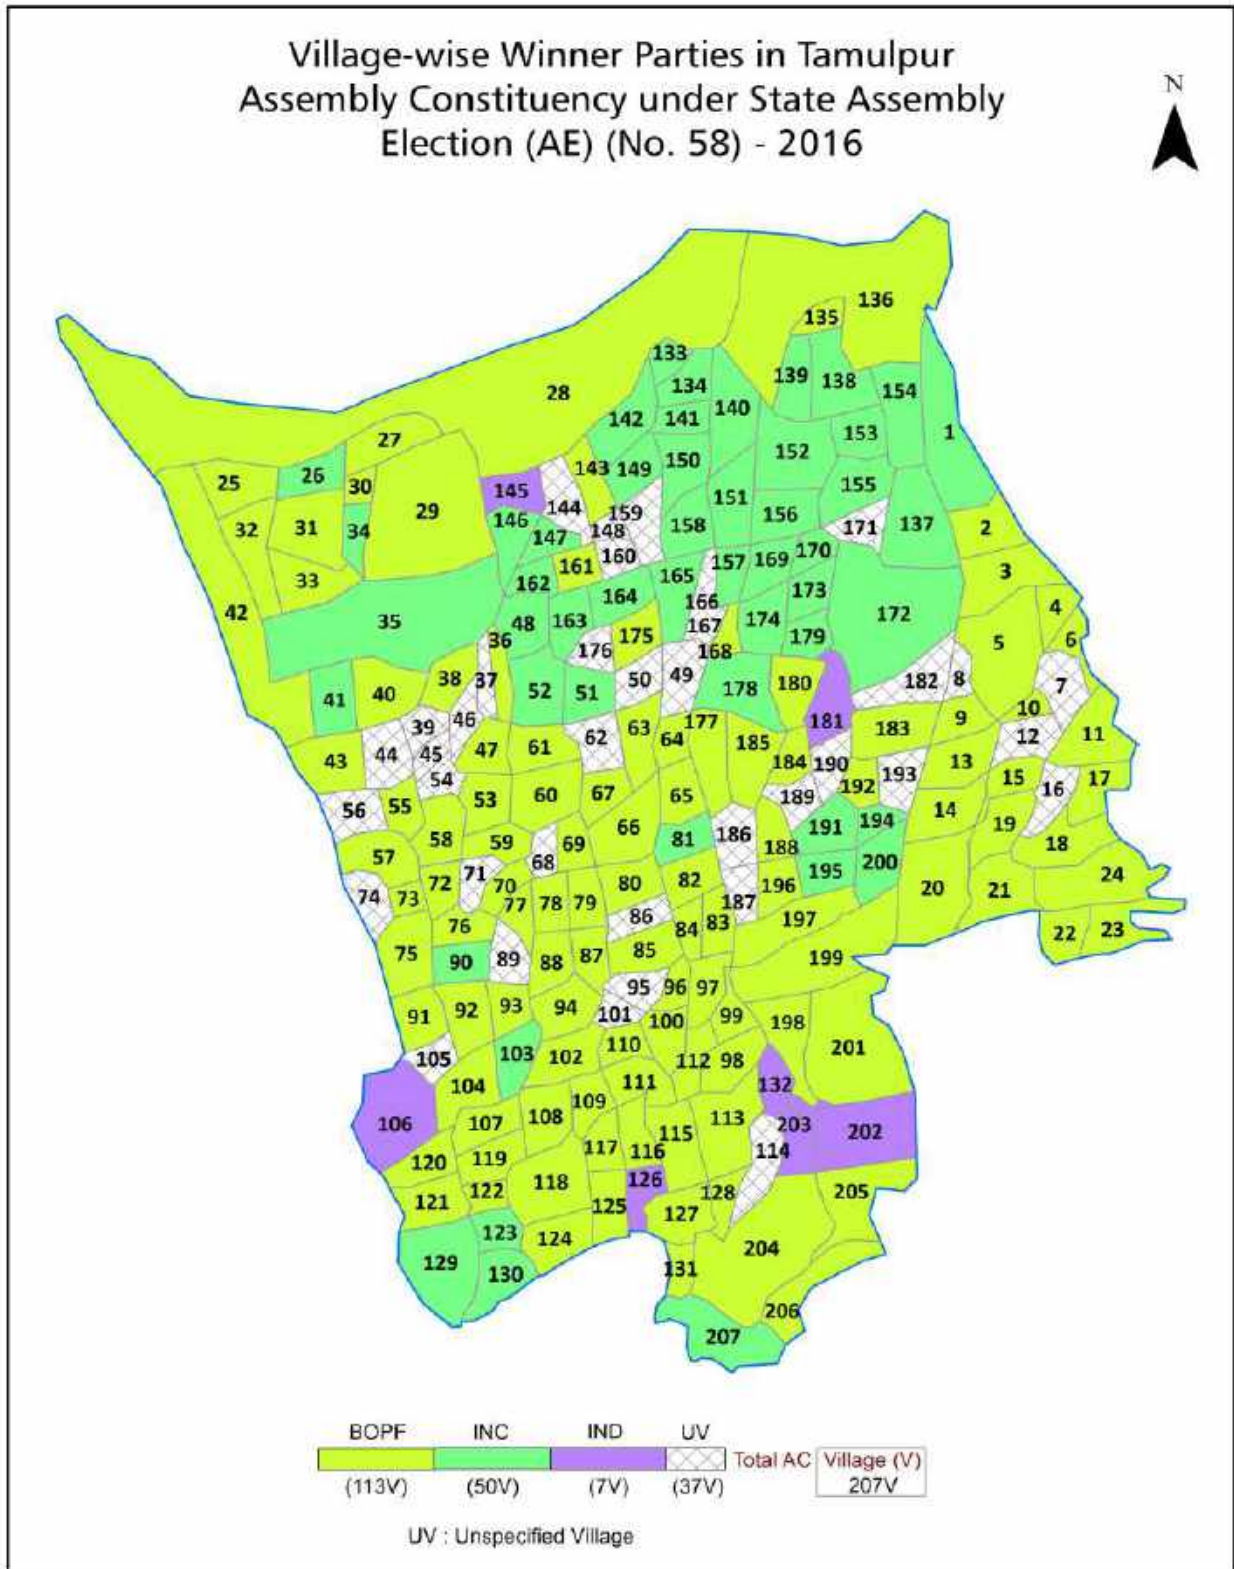 Village-wise Winner Parties in Tamulpur
Assembly Constituency under State Assembly
Election (AE) (No. 58) - 2016
N
136
135
133
28
139 138
134
154
142 141 140
27
153 1
26
143 149 150 152
25 30
145 155
144 151
31 29 159 156
32 34 146 148 158 171 137 2
147 160
161 157 169 170 3
33 162 165
164 166 173
42 35 48 163 167 174 172 4
36 176 175 168 179 5 6
38 37 50 49 182 8 7
41 40 52 51 178 180
39 46 181 10
44 45 47 61 62 63 64 177 185 183 9 12 11
43 54 184 190 13
56 55 53 60 67 65 189 192 193 15 16 17
58 59 66 186 191 194 14 19
57 68 69 81 188 18
71 195 200
74 73 72 70 80 82 196 20 21 24
77 78 79 187
76 86 84 83 197 22 23
75 90 89 88 87 85 199
95 96 97
91 92 93 94 101 100 99 198
105 103 102 110 112 98 201
104 111 132
106 107 108 109 113 203 202
115
120 119 117 116 114
121 122 118 126 128 205
125 127
123 124 204
129 130 131
206
207
BOPF INC IND UV
Total AC Village (V)
(113V) (50V) (7V) (37V) 207V
UV : Unspecified Village